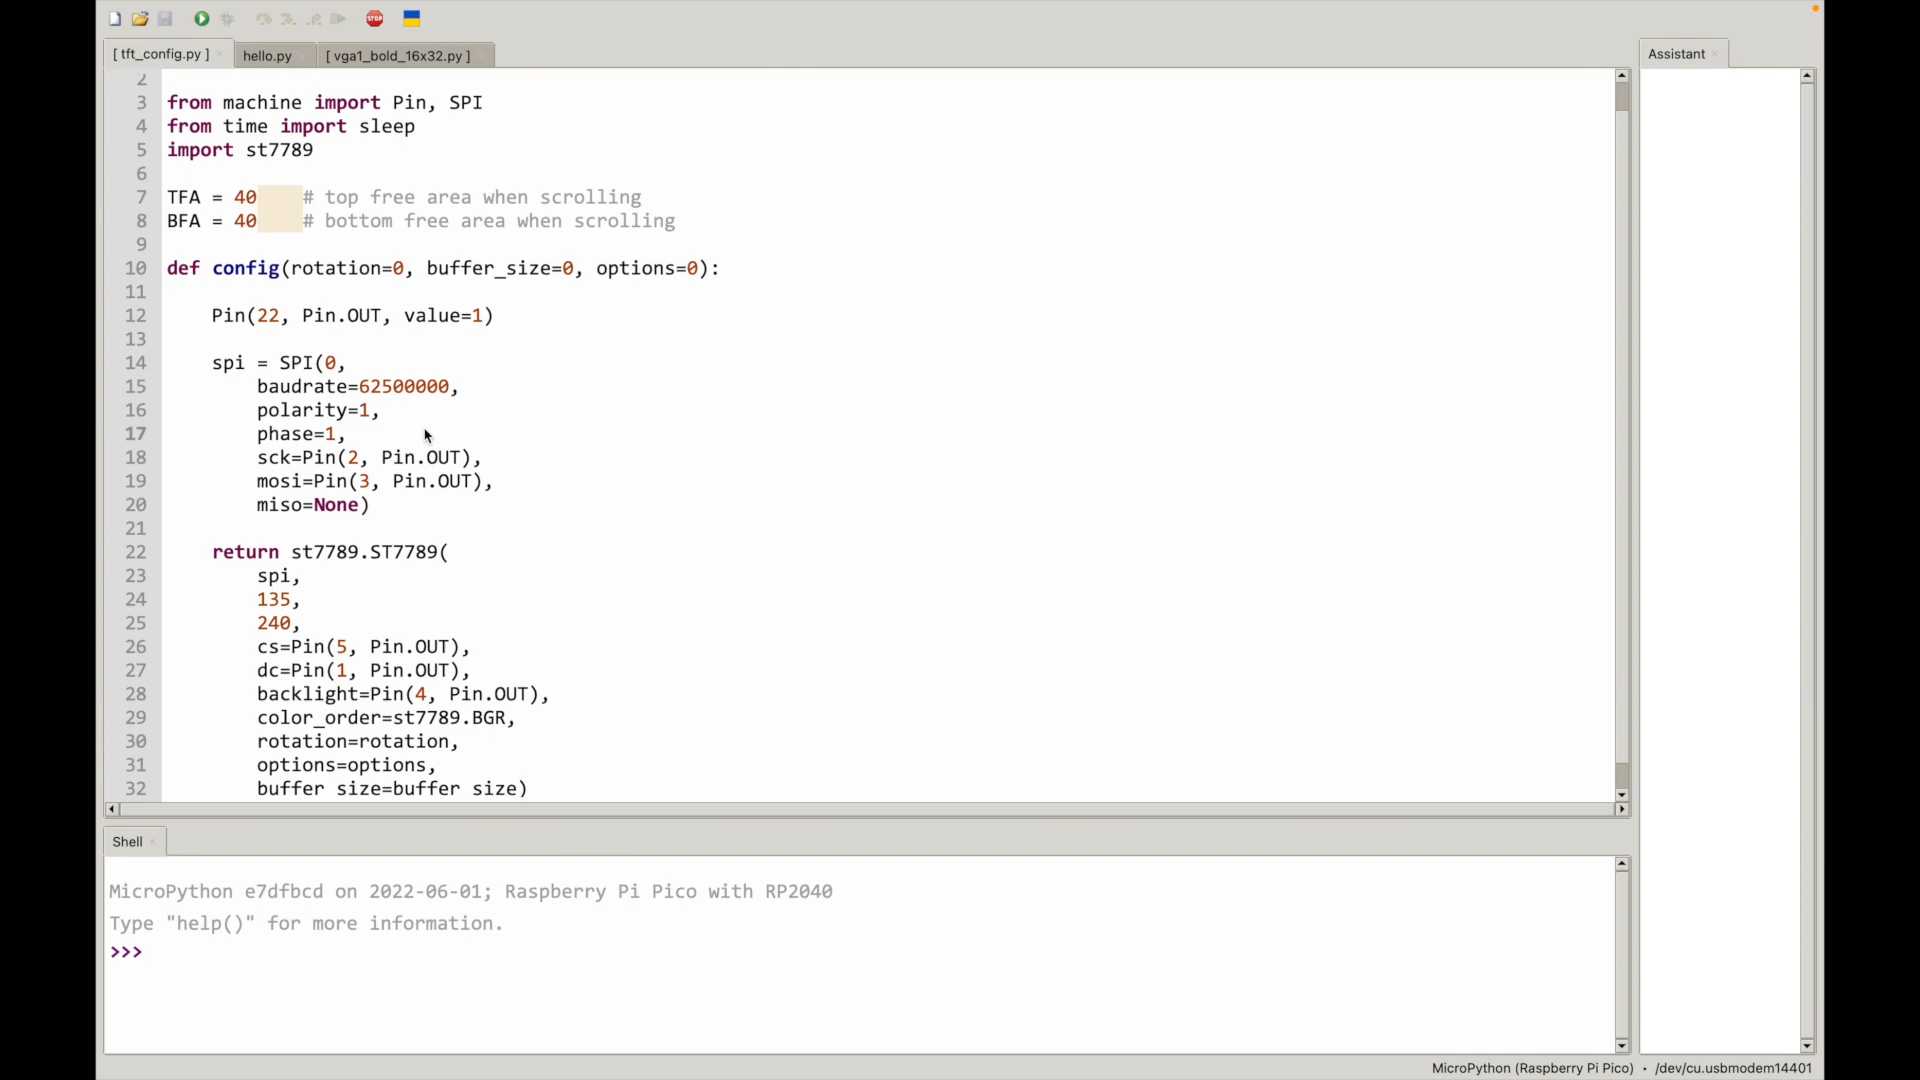 STOP
[ tft_config.py ]
hello.py
[ vga1_bold_16x32.py ]
Assistant
2
3 from machine import Pin, SPI
4 from time import sleep
5 import st7789
6
7 TFA = 40    # top free area when scrolling
8 BFA = 40    # bottom free area when scrolling
9
10 def config(rotation=0, buffer_size=0, options=0):
11
12     Pin(22, Pin.OUT, value=1)
13
14     spi = SPI(0,
15         baudrate=62500000,
16         polarity=1,
17         phase=1,
18         sck=Pin(2, Pin.OUT),
19         mosi=Pin(3, Pin.OUT),
20         miso=None)
21
22     return st7789.ST7789(
23         spi,
24         135,
25         240,
26         cs=Pin(5, Pin.OUT),
27         dc=Pin(1, Pin.OUT),
28         backlight=Pin(4, Pin.OUT),
29         color_order=st7789.BGR,
30         rotation=rotation,
31         options=options,
32         buffer size=buffer size)
Shell
MicroPython e7dfbcd on 2022-06-01; Raspberry Pi Pico with RP2040
Type "help()" for more information.
>>>
MicroPython (Raspberry Pi Pico) • /dev/cu.usbmodem14401